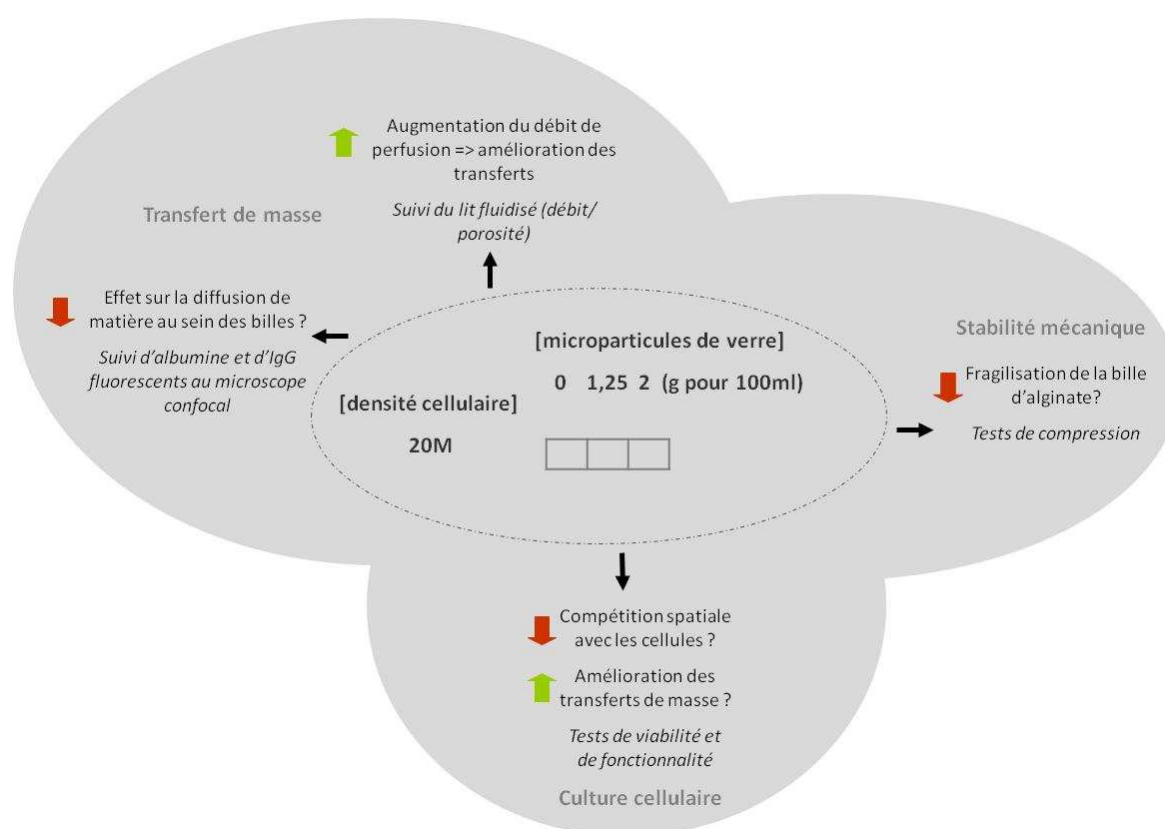 Augmentation du débit de
perfusion => amélioration des
transferts
Suivi du lit fluidisé (débit/
porosité)
Transfert de masse
Effet sur la diffusion de
matière au sein des billes ?
Suivi d’albumine et d’IgG
fluorescents au microscope
confocal
[microparticules de verre]
0 1,25 2 (g pour 100ml)
[densité cellulaire]
20M
Stabilité mécanique
Fragilisation de la bille
d’alginate?
Tests de compression
Compétition spatiale
avec les cellules ?
Amélioration des
transferts de masse ?
Tests de viabilité et
de fonctionnalité
Culture cellulaire